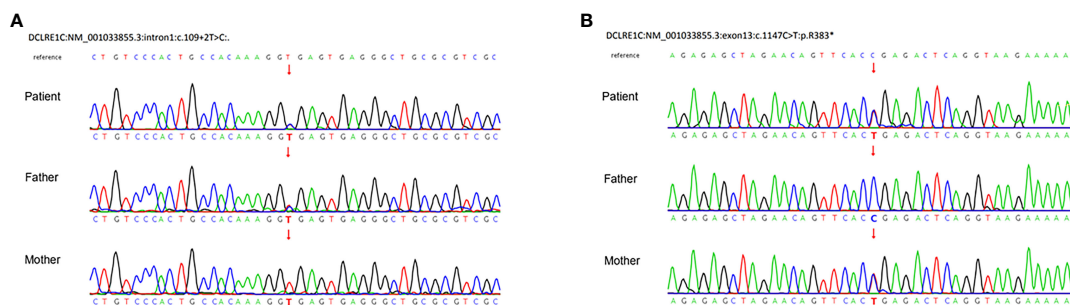 A
DCLRE1C:NM_001033855.3:intron1:c.109+2T>C:.
reference C T G T C C C A C T G C C A C A A A G G T G A G T G A G G G C T G C G C G T C G C
Patient
C T G T C C C A C T G C C A C A A A G G T G A G T G A G G G C T G C G C G T C G C
Father
C T G T C C C A C T G C C A C A A A G G T G A G T G A G G G C T G C G C G T C G C
Mother
C T G T C C C A C T G C C A C A A A G G T G A G T G A G G G C T G C G C G T C G C
B
DCLRE1C:NM_001033855.3:exon13:c.1147C>T:p.R383*
reference A G A G A G C T A G A A C A G T T C A C C G A G A C T C A G G T A A G A A A A A
Patient
A G A G A G C T A G A A C A G T T C A C T G A G A C T C A G G T A A G A A A A A
Father
A G A G A G C T A G A A C A G T T C A C C G A G A C T C A G G T A A G A A A A A
Mother
A G A G A G C T A G A A C A G T T C A C T G A G A C T C A G G T A A G A A A A A